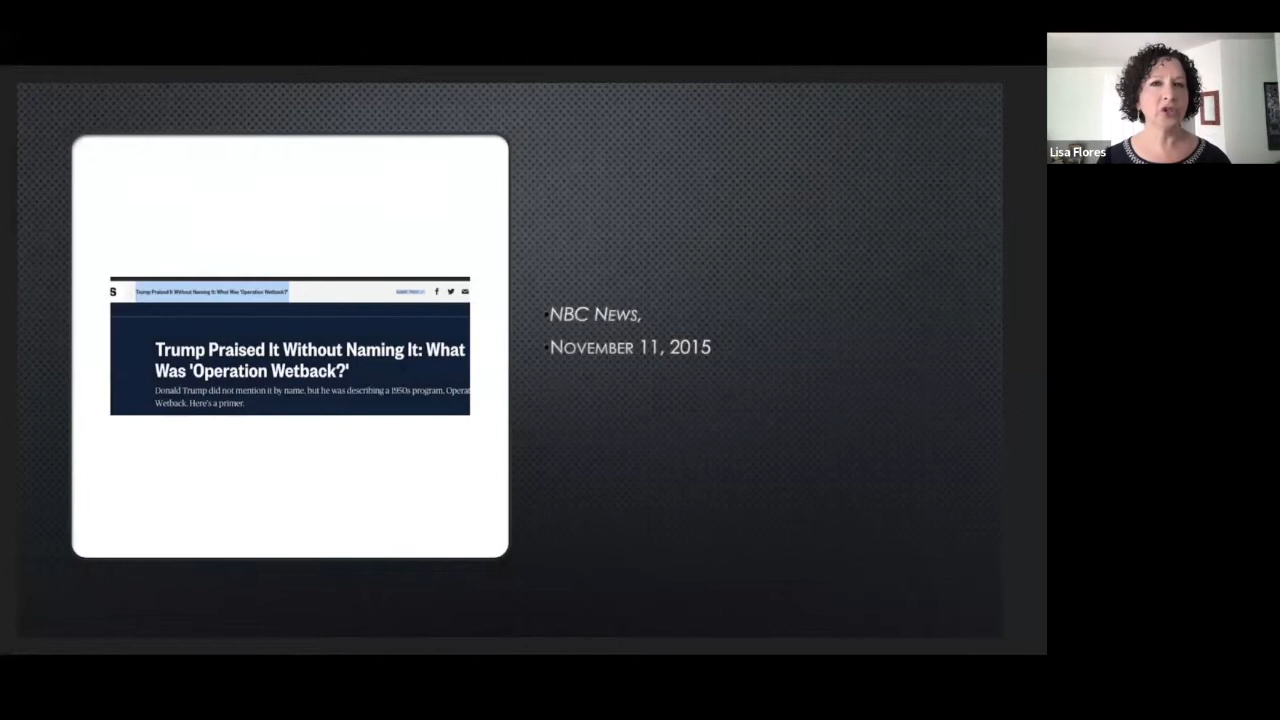 S Trump Praised It Without Naming It: What Was 'Operation Wetback?'
Trump Praised It Without Naming It: What
Was 'Operation Wetback?'
Donald Trump did not mention it by name, but he was describing a 1950s program, Operat
Wetback. Here's a primer.
NBC News,
November 11, 2015
Lisa Flores